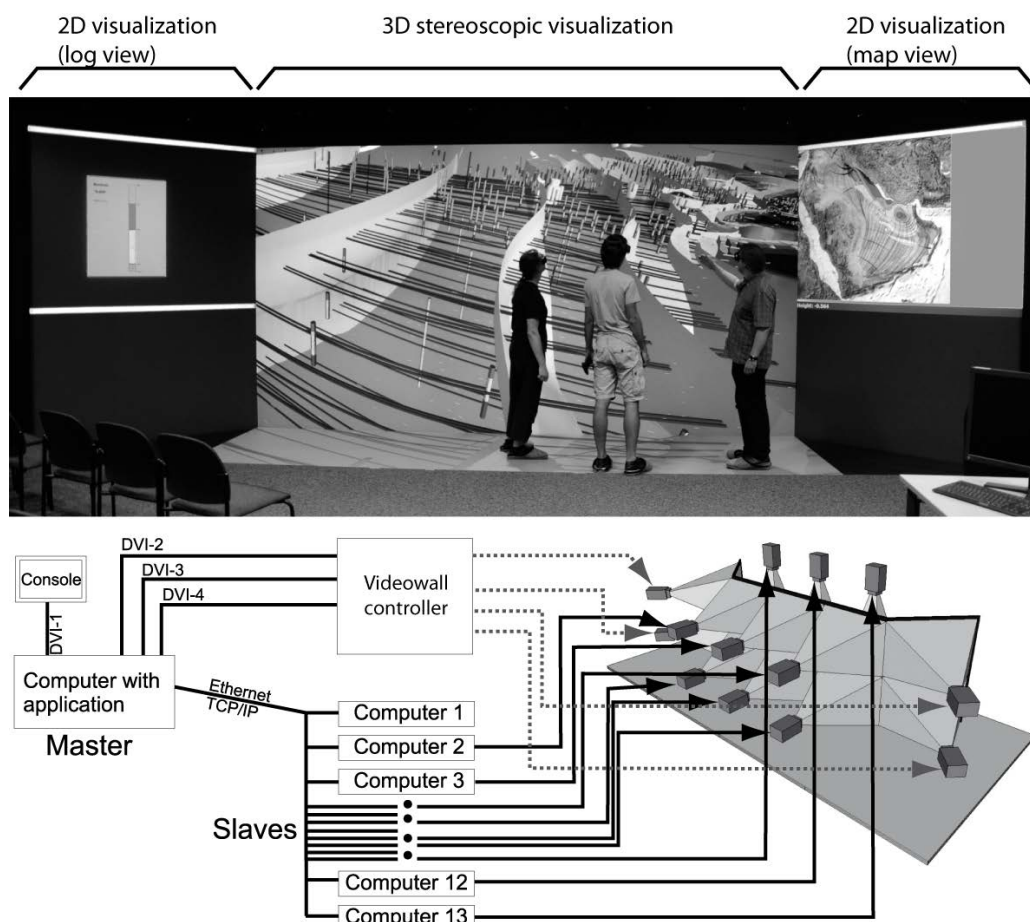 2D visualization
(log view)
3D stereoscopic visualization
2D visualization
(map view)
DVI-2
DVI-3
DVI-4
Console
DVI-1
Videowall
controller
Computer with
application
Master
Ethernet
TCP/IP
Computer 1
Computer 2
Computer 3
Slaves
Computer 12
Computer 13